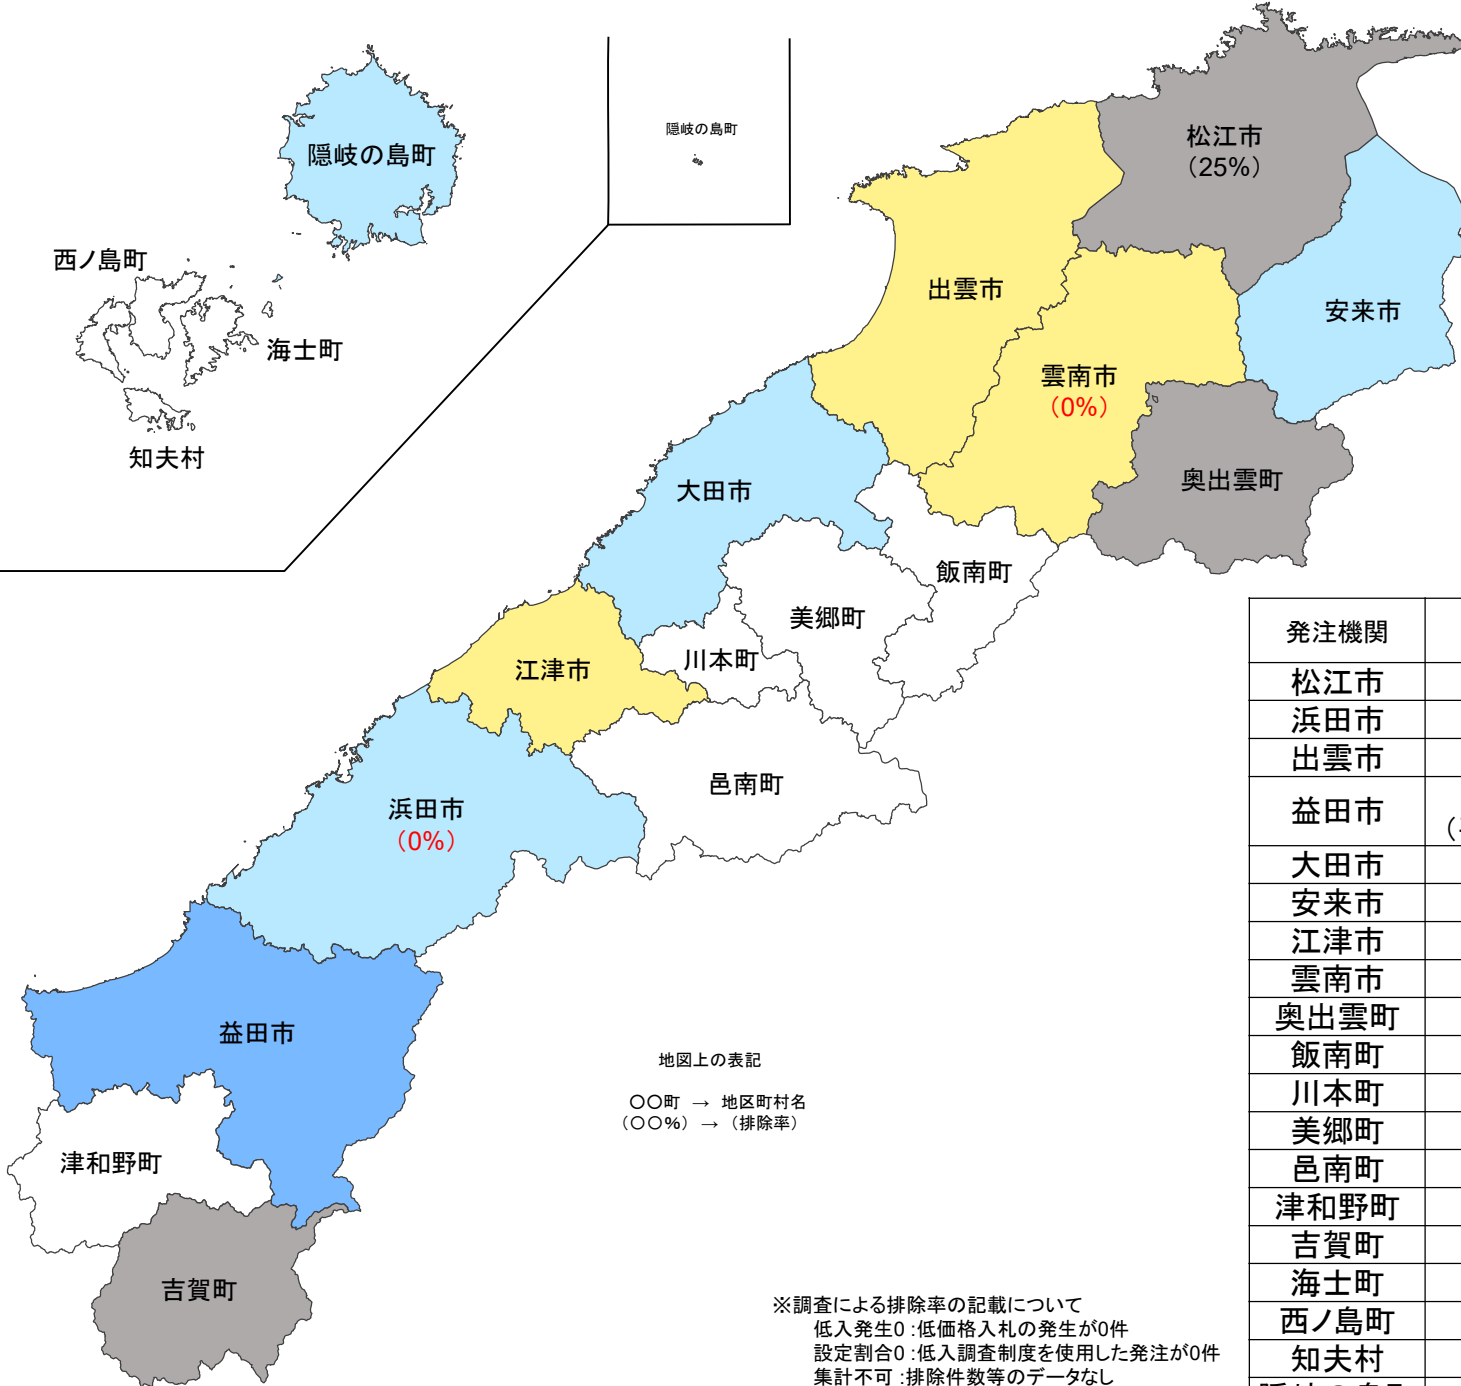 隠岐の島町
西ノ島町
海士町
知夫村
隠岐の島町
松江市
(25%)
出雲市
安来市
雲南市
(0%)
奥出雲町
大田市
飯南町
美郷町
川本町
江津市
邑南町
浜田市
(0%)
益田市
津和野町
吉賀町
地図上の表記
○○町 → 地区町村名
(○○%) → (排除率)
※調査による排除率の記載について
低入発生0:低価格入札の発生が0件
設定割合0:低入調査制度を使用した発注が0件
集計不可:排除件数等のデータなし
発注機関
松江市
浜田市
出雲市
益田市
大田市
安来市
江津市
雲南市
奥出雲町
飯南町
川本町
美郷町
邑南町
津和野町
吉賀町
海士町
西ノ島町
知夫村